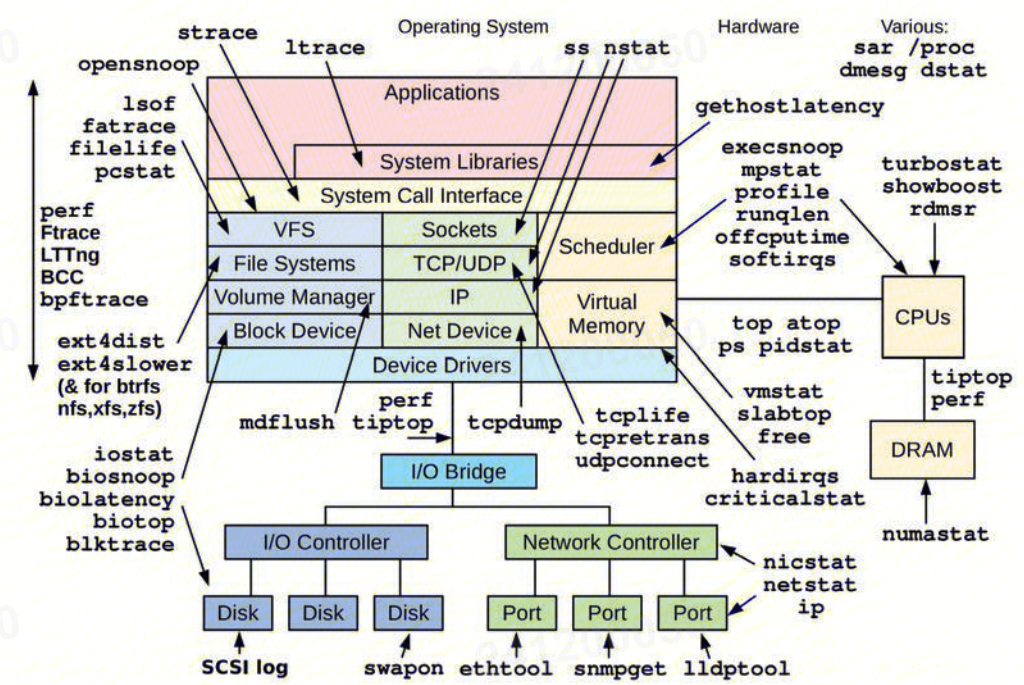 Operating System
Hardware
Various:
sar /proc
dmesg dstat
strace
ltrace
ss nstat
opensnoop
lsof
fatrace
filelife
pcstat
perf
Ftrace
LTTng
BCC
bpftrace
ext4dist
ext4slower
(& for btrfs
nfs,xfs,zfs)
iostat
biosnoop
biolatency
biotop
blktrace
Applications
System Libraries
System Call Interface
VFS
Sockets
Scheduler
File Systems
TCP/UDP
Volume Manager
IP
Virtual
Memory
Block Device
Net Device
Device Drivers
gethostlatency
execsnoop
mpstat
profile
runqlen
offcputime
softirqs
turbostat
showboost
rdmsr
CPUs
top atop
ps pidstat
tiptop
perf
DRAM
numastat
vmstat
slabtop
free
hardirqs
criticalstat
mdflush
perf
tiptop
tcpdump
tcplife
tcpretrans
udpconnect
I/O Bridge
I/O Controller
Network Controller
nicstat
netstat
ip
Disk
Disk
Disk
Port
Port
Port
SCSI log
swapon
ethtool
snmpget
lldptool